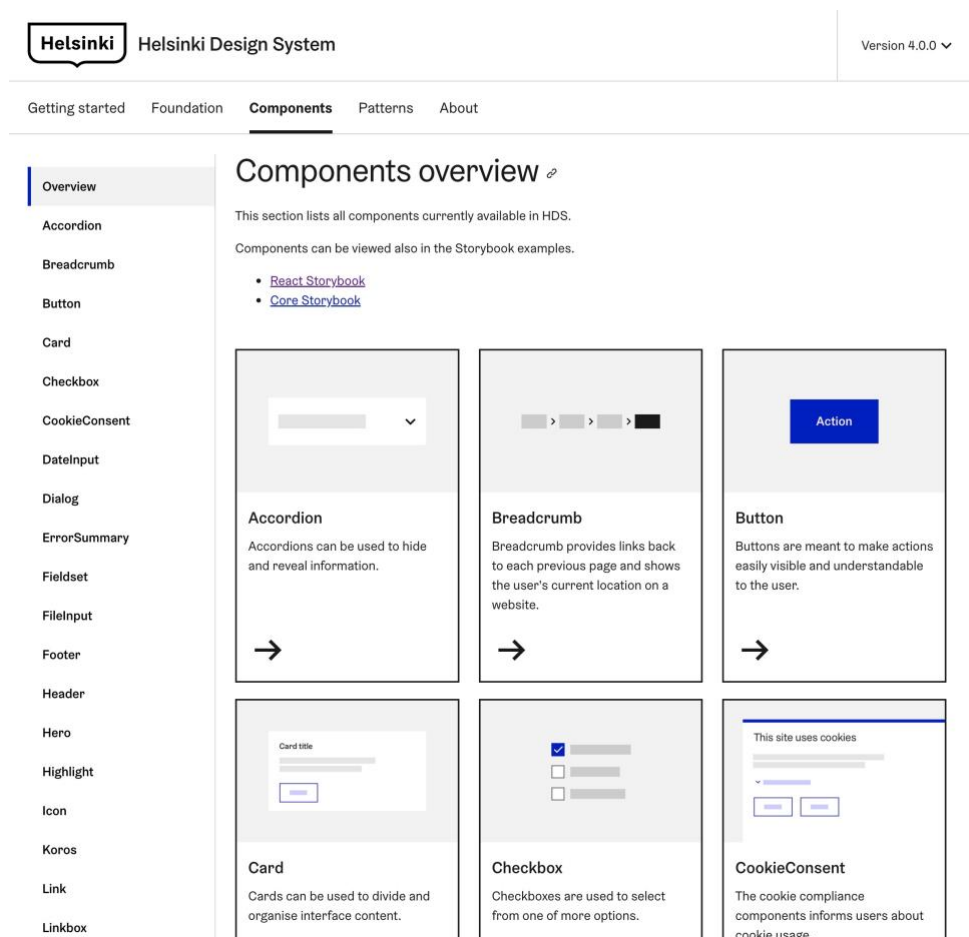 Helsinki
Helsinki Design System
Version 4.0.0
Getting started
Foundation
Components
Patterns
About
Overview
Accordion
Breadcrumb
Button
Card
Checkbox
CookieConsent
DateInput
Dialog
ErrorSummary
Fieldset
FileInput
Footer
Header
Hero
Highlight
Icon
Koros
Link
Linkbox
Components overview
This section lists all components currently available in HDS.
Components can be viewed also in the Storybook examples.
React Storybook
Core Storybook
Accordion
Accordions can be used to hide
and reveal information.
Breadcrumb
Breadcrumb provides links back
to each previous page and shows
the user's current location on a
website.
Action
Button
Buttons are meant to make actions
easily visible and understandable
to the user.
Card title
Card
Cards can be used to divide and
organise interface content.
Checkbox
Checkboxes are used to select
from one of more options.
This site uses cookies
CookieConsent
The cookie compliance
components informs users about
cookie usage.